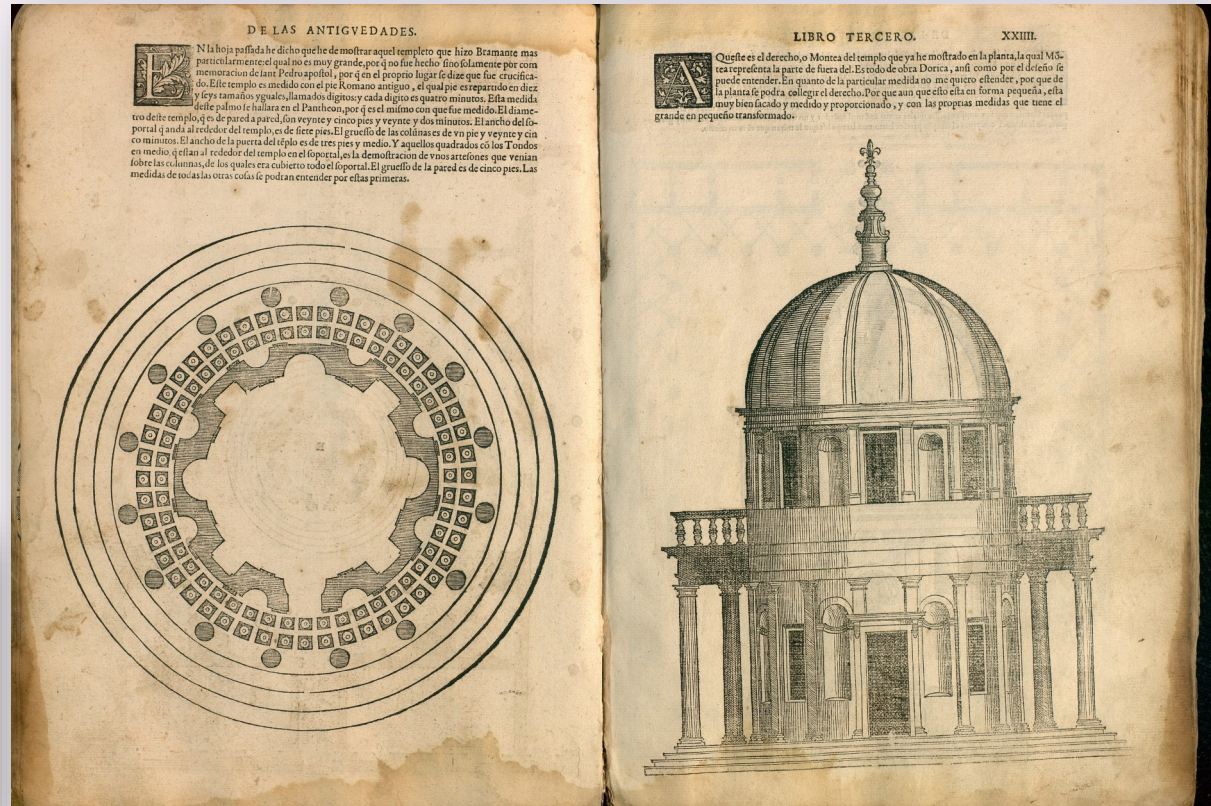 DE LAS ANTIGVEDADES.
EN la hoja passada he dicho que he de mostrar aquel templeto que hizo Bramante mas
particularmente: el qual no es muy grande, por q̃ no fue hecho sino solamente por com
memoracion de sant Pedro apostol, por q̃ en el proprio lugar se dize que fue crucifica-
do. Este templo es medido con el pie Romano antiguo, el qual pie es repartido en diez
y seys tamaños yguales, llamados digitos: y cada digito es quatro minutos. Esta medida
deste palmo se hallara en el Pantheon, por q̃ es el mismo con que fue medido. El diame-
tro deste templo, q̃ es de pared a pared, son veynte y cinco pies y veynte y dos minutos. El ancho del so-
portal q̃ anda al rededor del templo, es de siete pies. El gruesso de las colũnas es de vn pie y veynte y cin
co minutos. El ancho de la puerta del tẽplo es de tres pies y medio. Y aquellos quadrados cõ los Tondos
en medio, q̃ estan al rededor del templo en el soportal, es la demostracion de vnos artesones que venian
sobre las columnas, de los quales era cubierto todo el soportal. El gruesso de la pared es de cinco pies. Las
medidas de todas las otras cosas se podran entender por estas primeras.
LIBRO TERCERO. XXIIII.
AQueste es el derecho, o Montea del templo que ya he mostrado en la planta, la qual Mõ-
tea representa la parte de fuera del. Es todo de obra Dorica, ansi como por el deseño se
puede entender. En quanto de la particular medida no me quiero estender, por que de
la planta se podra collegir el derecho. Por que aun que esto esta en forma pequeña, esta
muy bien sacado y medido y proporcionado, y con las proprias medidas que tiene el
grande en pequeño transformado.